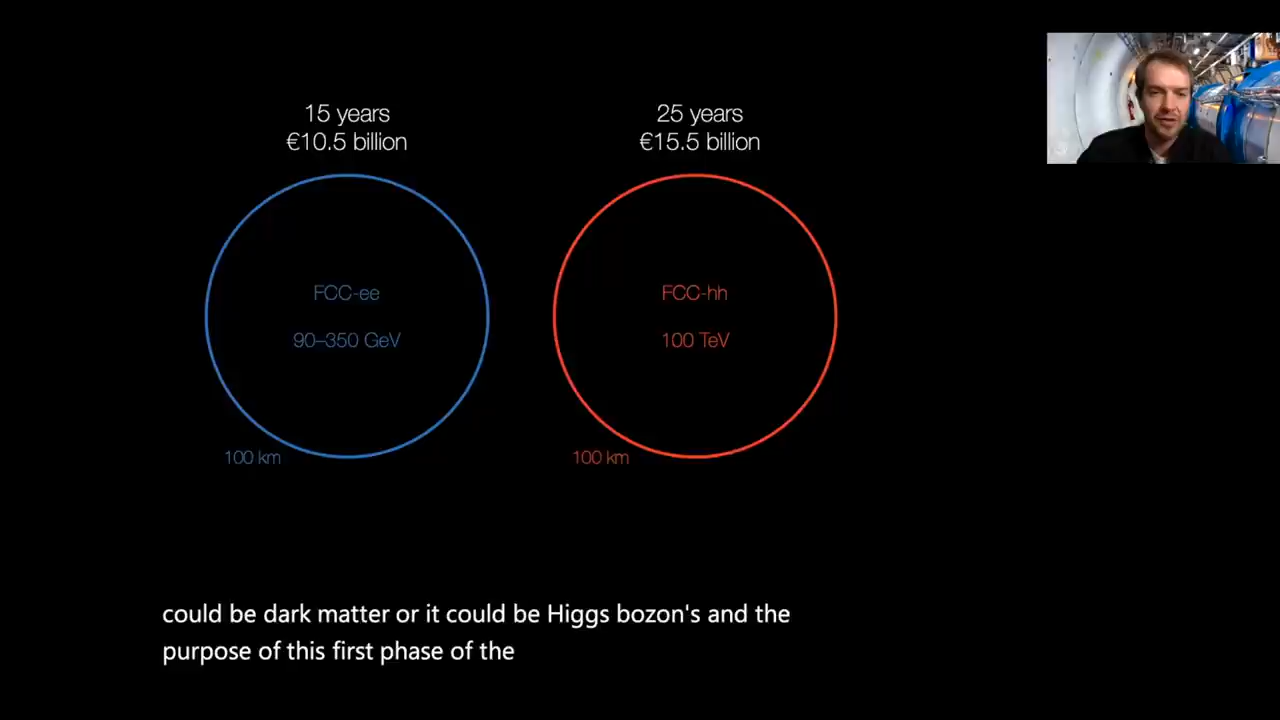 15 years
€10.5 billion
25 years
€15.5 billion
FCC-ee
90–350 GeV
100 km
FCC-hh
100 TeV
100 km
could be dark matter or it could be Higgs bozon's and the
purpose of this first phase of the